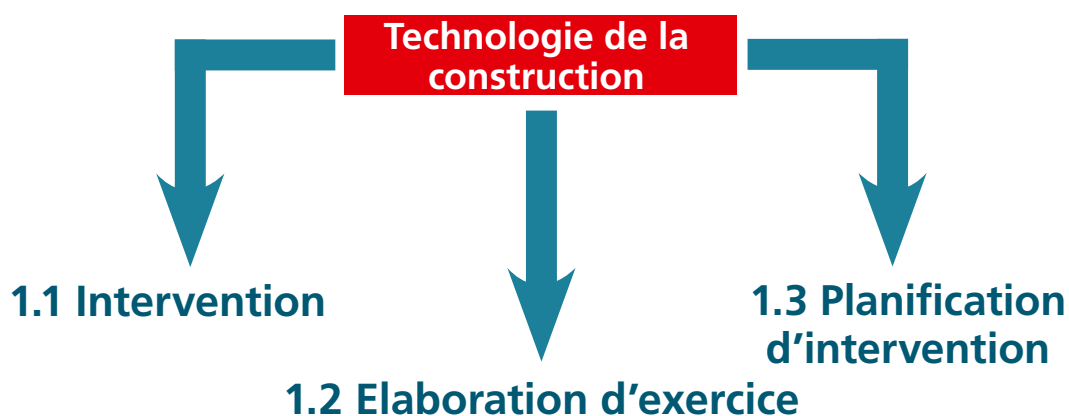 Technologie de la
construction
1.1 Intervention
1.2 Elaboration d’exercice
1.3 Planification
d’intervention